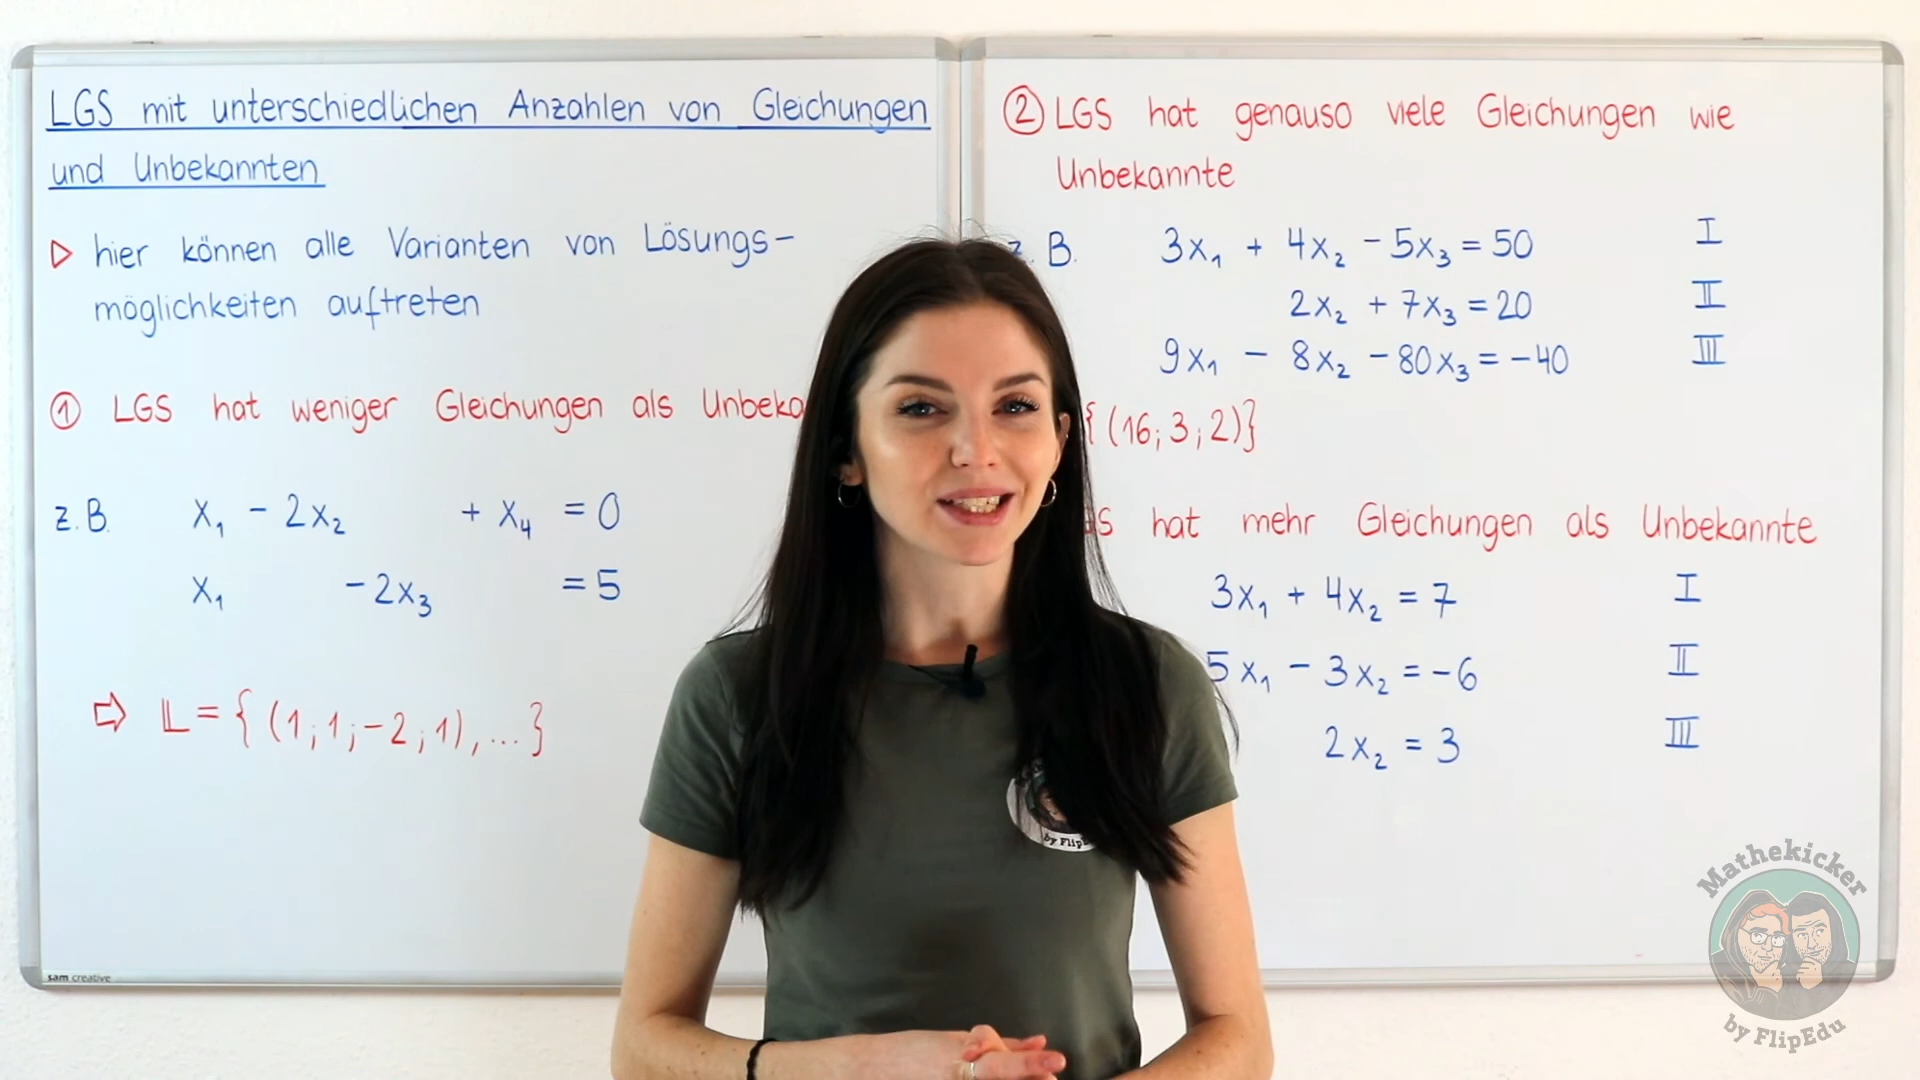 LGS mit unterschiedlichen Anzahlen von Gleichungen
und Unbekannten
▷ hier können alle Varianten von Lösungs-
möglichkeiten auftreten
① LGS hat weniger Gleichungen als
z.B. x₁ - 2x₂ + x₄ = 0
x₁ - 2x₃ = 5
⇨ 𝕃 = { (1; 1; -2; 1), ... }
sam creative
② LGS hat genauso viele Gleichungen wie
Unbekannte
z.B. 3x₁ + 4x₂ - 5x₃ = 50 I
2x₂ + 7x₃ = 20 II
9x₁ - 8x₂ - 80x₃ = -40 III
{ (16; 3; 2)}
hat mehr Gleichungen als Unbekannte
3x₁ + 4x₂ = 7 I
5x₁ - 3x₂ = -6 II
2x₂ = 3 III
Mathekicker
by FlipEdu